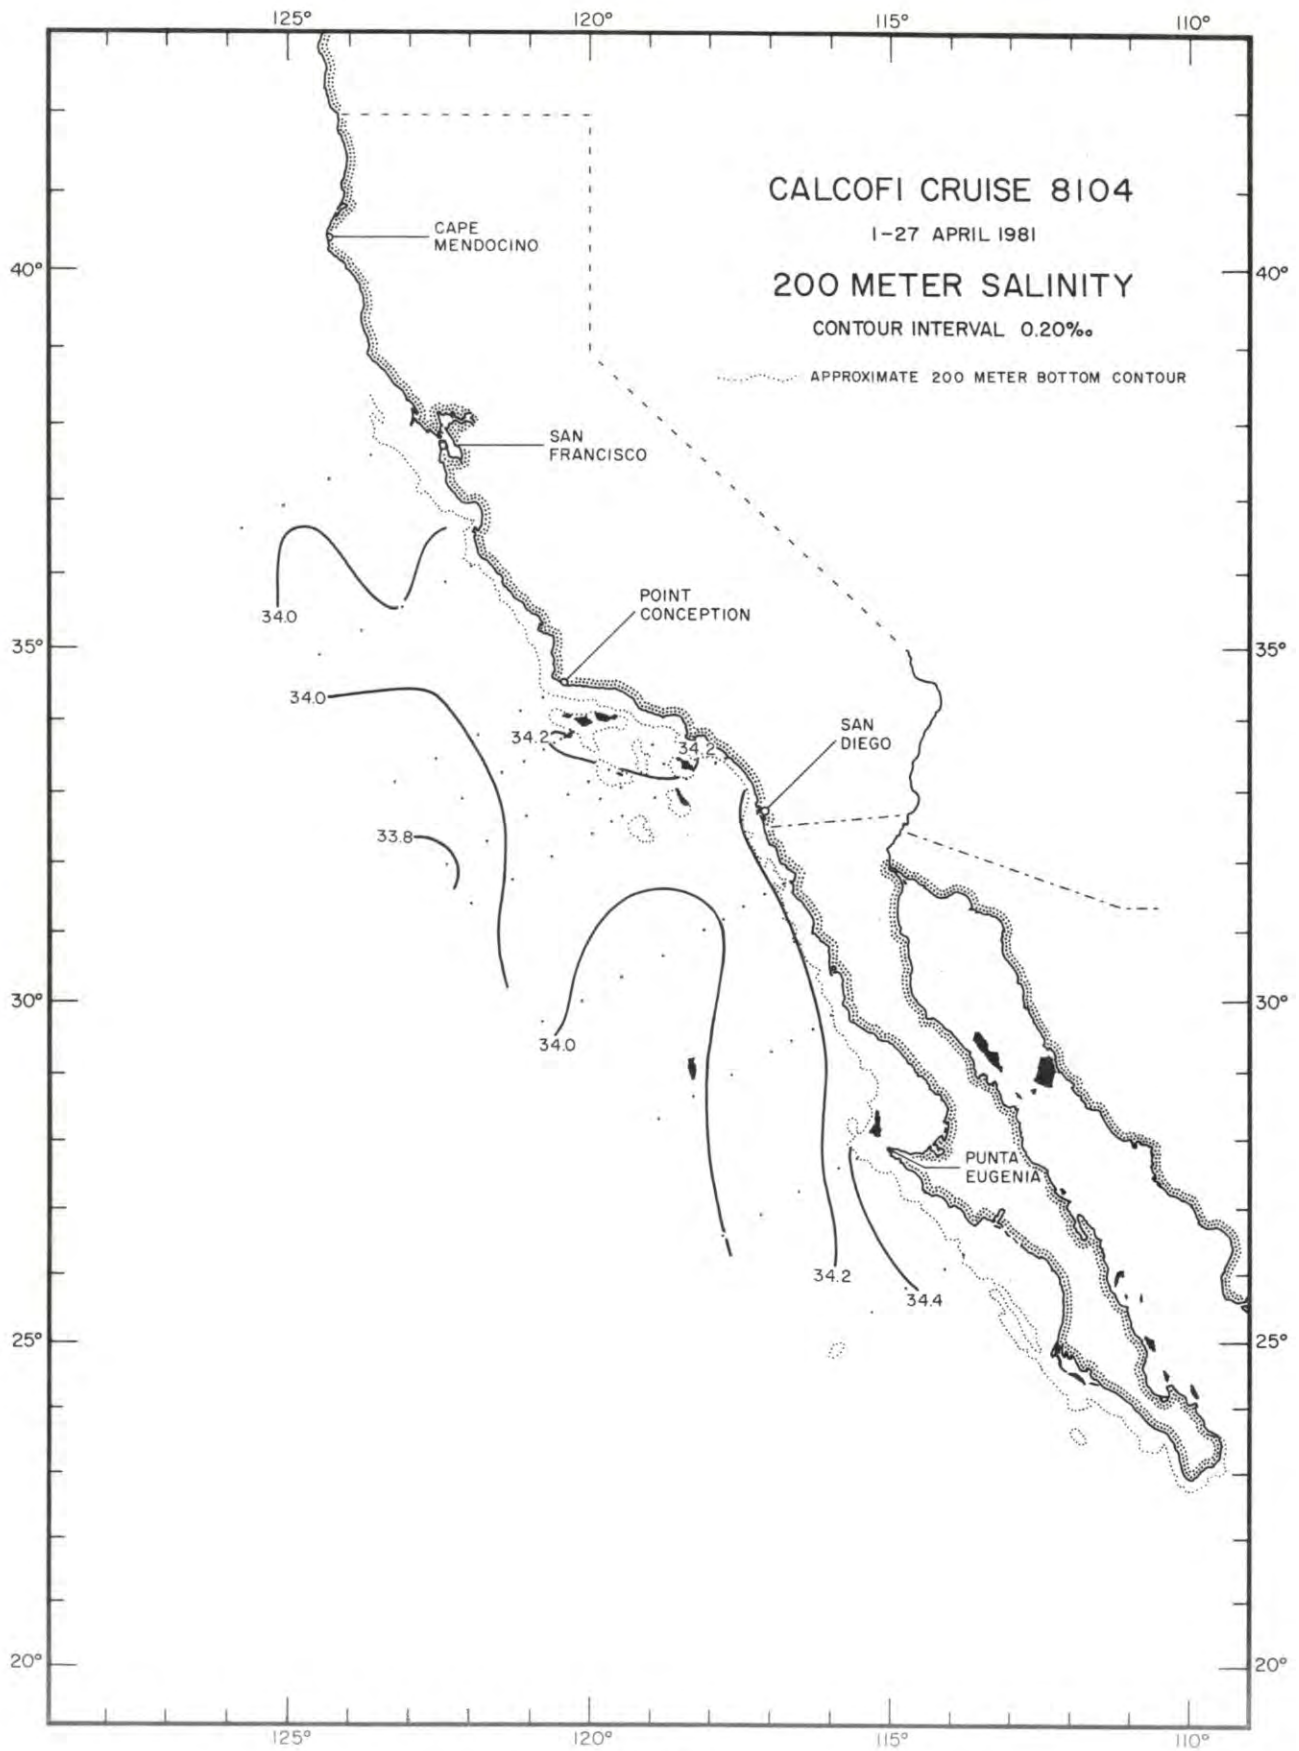 125°
120°
115°
110°
CALCOFI CRUISE 8104
1-27 APRIL 1981
CAPE
MENDOCINO
40°
40°
200 METER SALINITY
CONTOUR INTERVAL 0.20‰
APPROXIMATE 200 METER BOTTOM CONTOUR
SAN
FRANCISCO
POINT
CONCEPTION
34.0
35°
35°
34.0
SAN
DIEGO
34.2
34.2
33.8
30°
30°
34.0
PUNTA
EUGENIA
34.2
34.4
25°
25°
20°
20°
125°
120°
115°
110°